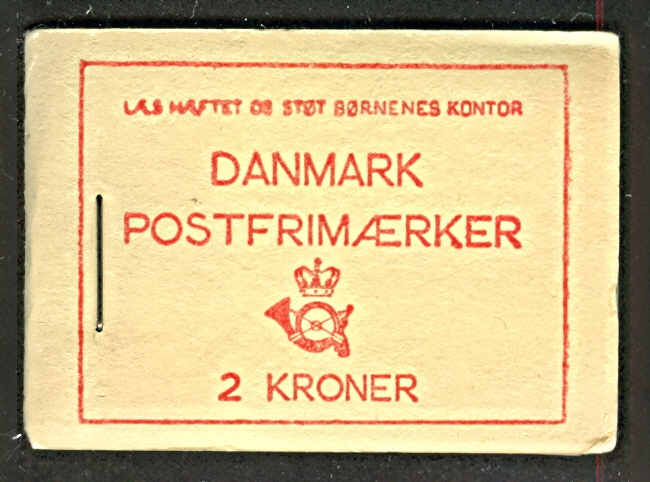 LÆS HÆFTET OG STØT BØRNENES KONTOR
DANMARK
POSTFRIMÆRKER
2 KRONER